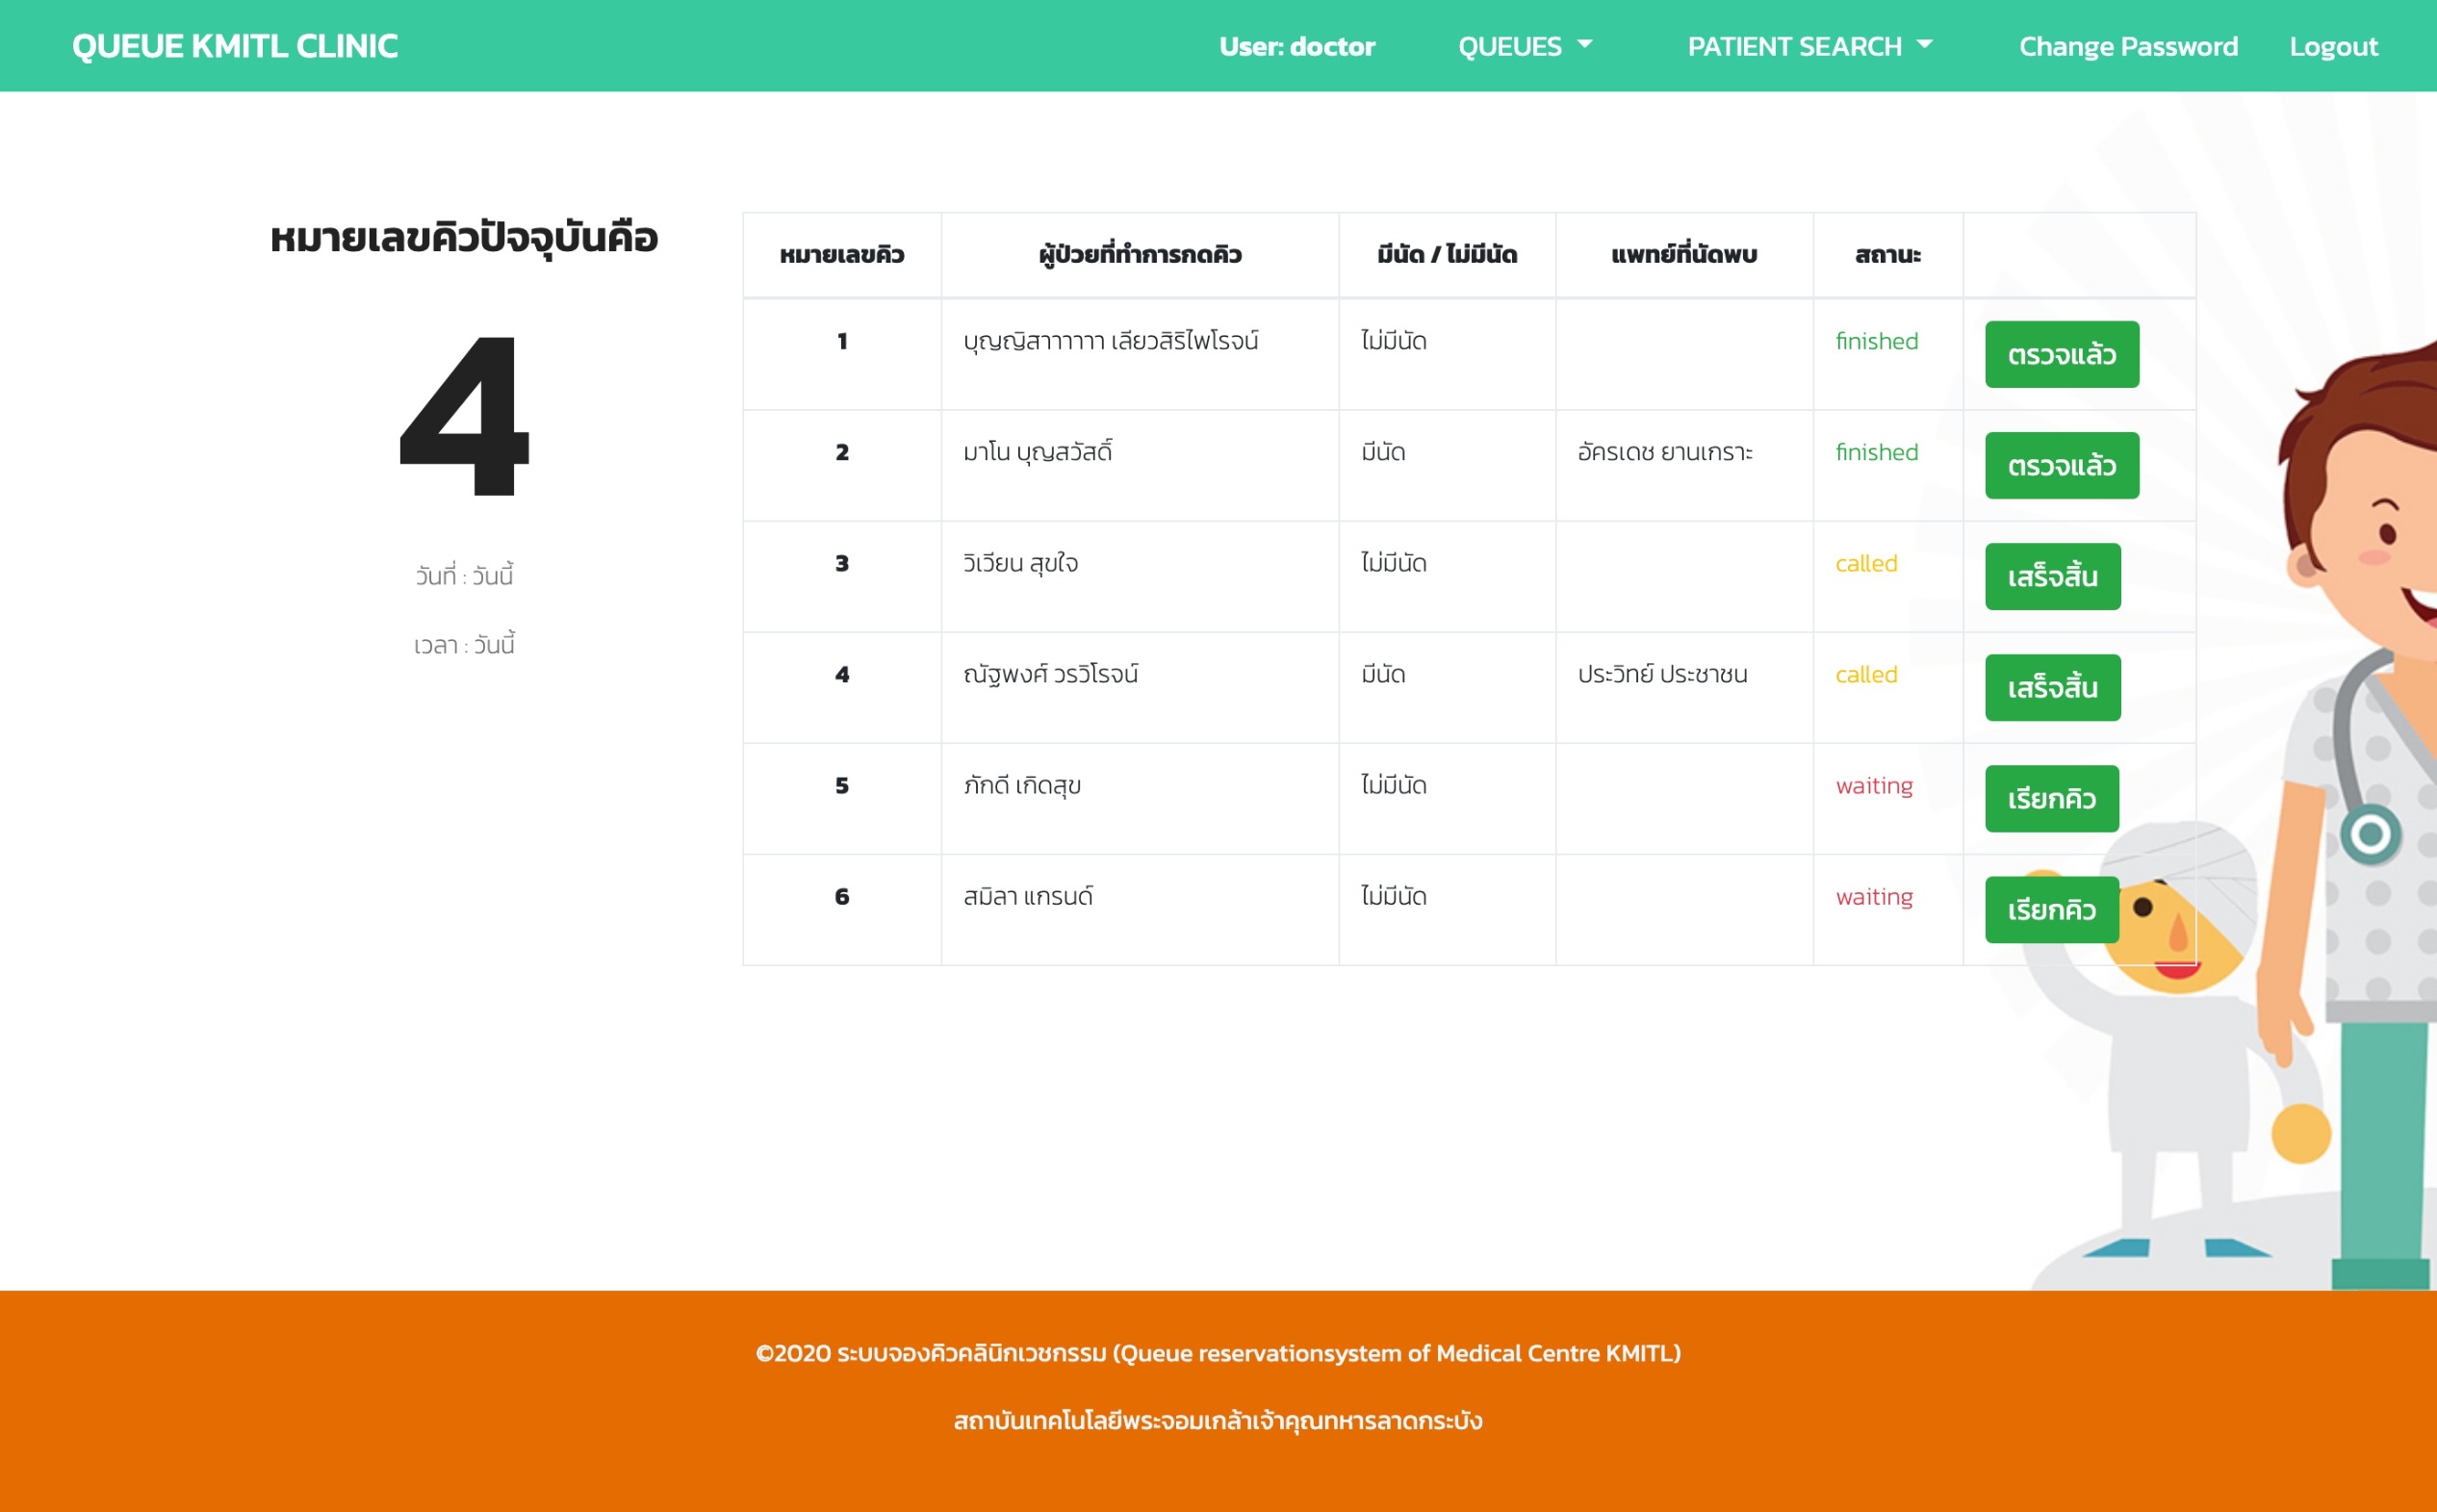 QUEUE KMITL CLINIC User: doctor QUEUES PATIENT SEARCH Change Password Logout
หมายเลขคิวปัจจุบันคือ
4
วันที่ : วันนี้
เวลา : วันนี้
หมายเลขคิว ผู้ป่วยที่ทำการกดคิว มีนัด / ไม่มีนัด แพทย์ที่นัดพบ สถานะ
1 บุญญิสาาาาาา เลียวสิริไพโรจน์ ไม่มีนัด finished ตรวจแล้ว
2 มาโน บุญสวัสดิ์ มีนัด อัครเดช ยานเกราะ finished ตรวจแล้ว
3 วิเวียน สุขใจ ไม่มีนัด called เสร็จสิ้น
4 ณัฐพงศ์ วรวิโรจน์ มีนัด ประวิทย์ ประชาชน called เสร็จสิ้น
5 ภักดี เกิดสุข ไม่มีนัด waiting เรียกคิว
6 สมิลา แกรนด์ ไม่มีนัด waiting เรียกคิว
©2020 ระบบจองคิวคลินิกเวชกรรม (Queue reservationsystem of Medical Centre KMITL)
สถาบันเทคโนโลยีพระจอมเกล้าเจ้าคุณทหารลาดกระบัง